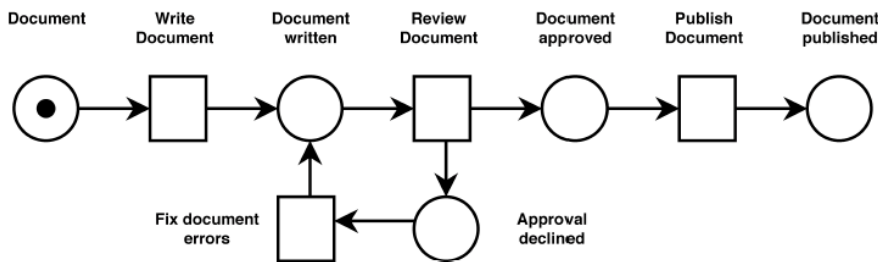 Document
Write
Document
Document
written
Review
Document
Document
approved
Publish
Document
Document
published
Fix document
errors
Approval
declined